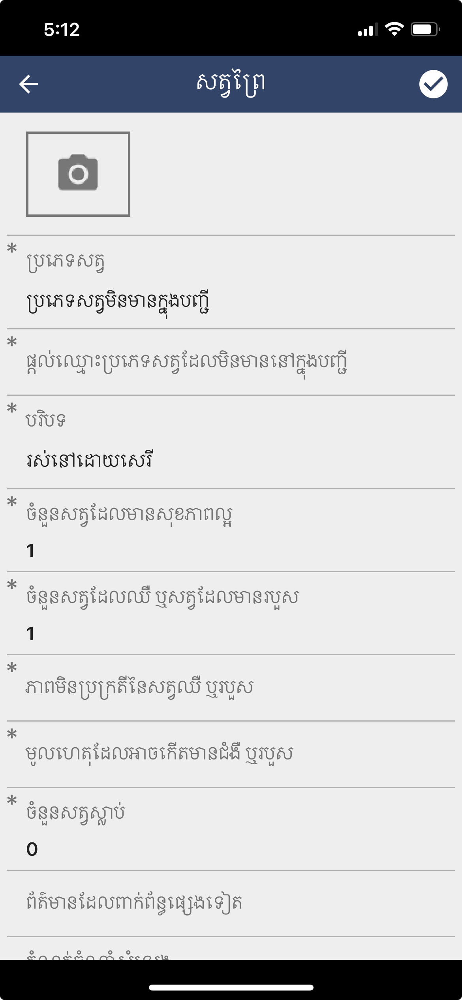 5:12
សត្វព្រៃ
* ប្រភេទសត្វ
ប្រភេទសត្វមិនមានក្នុងបញ្ជី
* ផ្តល់ឈ្មោះប្រភេទសត្វដែលមិនមាននៅក្នុងបញ្ជី
* បរិបទ
រស់នៅដោយសេរី
* ចំនួនសត្វដែលមានសុខភាពល្អ
1
* ចំនួនសត្វដែលឈឺ ឬសត្វដែលមានរបួស
1
* ភាពមិនប្រក្រតីនៃសត្វឈឺ ឬរបួស
* មូលហេតុដែលអាចកើតមានជំងឺ ឬរបួស
* ចំនួនសត្វស្លាប់
0
ព័ត៌មានដែលពាក់ព័ន្ធផ្សេងទៀត